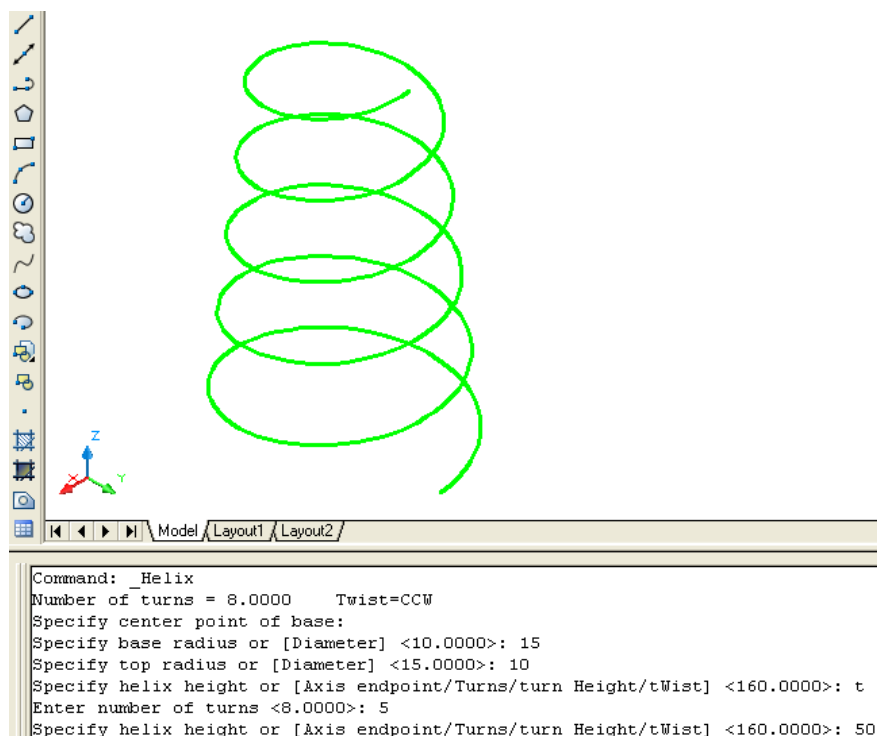 Z
X
Y
Model Layout1 Layout2
Command: _Helix
Number of turns = 8.0000    Twist=CCW
Specify center point of base:
Specify base radius or [Diameter] <10.0000>: 15
Specify top radius or [Diameter] <15.0000>: 10
Specify helix height or [Axis endpoint/Turns/turn Height/tWist] <160.0000>: t
Enter number of turns <8.0000>: 5
Specify helix height or [Axis endpoint/Turns/turn Height/tWist] <160.0000>: 50